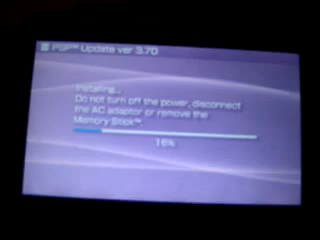 PSP™ Update ver 3.70
Installing...
Do not turn off the power, disconnect
the AC adaptor or remove the
Memory Stick™.
16%